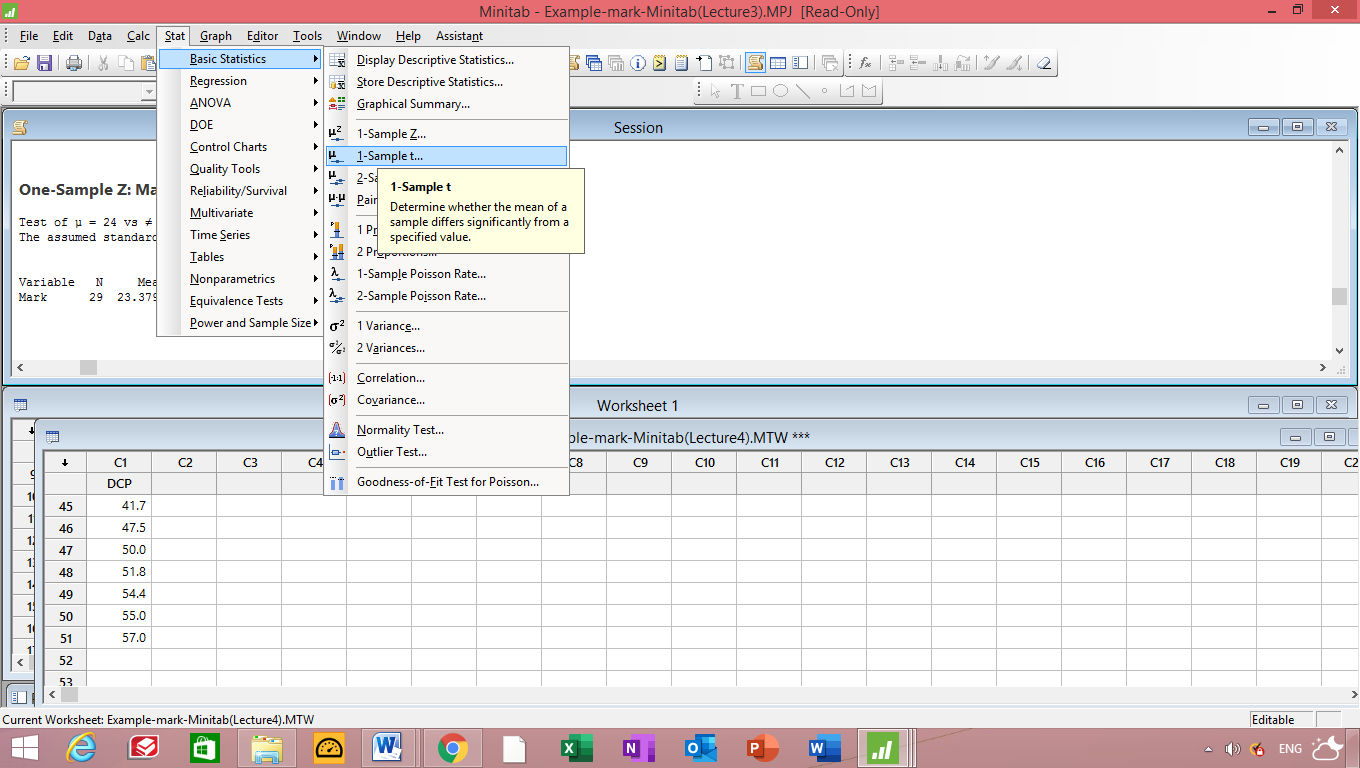 Minitab - Example-mark-Minitab(Lecture3).MPJ [Read-Only]
File Edit Data Calc Stat Graph Editor Tools Window Help Assistant
Basic Statistics
Regression
ANOVA
DOE
Control Charts
Quality Tools
Reliability/Survival
Multivariate
Time Series
Tables
Nonparametrics
Equivalence Tests
Power and Sample Size
Display Descriptive Statistics...
Store Descriptive Statistics...
Graphical Summary...
1-Sample Z...
1-Sample t...
2-Sa
Pair
1 Pr
2 Proportions...
1-Sample Poisson Rate...
2-Sample Poisson Rate...
1 Variance...
2 Variances...
Correlation...
Covariance...
Normality Test...
Outlier Test...
Goodness-of-Fit Test for Poisson...
1-Sample t
Determine whether the mean of a
sample differs significantly from a
specified value.
Session
One-Sample Z: Ma
Test of μ = 24 vs ≠
The assumed standard
Variable N Mea
Mark 29 23.379
Worksheet 1
ple-mark-Minitab(Lecture4).MTW ***
C1 C2 C3 C4 C8 C9 C10 C11 C12 C13 C14 C15 C16 C17 C18 C19 C2
DCP
45 41.7
46 47.5
47 50.0
48 51.8
49 54.4
50 55.0
51 57.0
52
53
Current Worksheet: Example-mark-Minitab(Lecture4).MTW
Editable
ENG